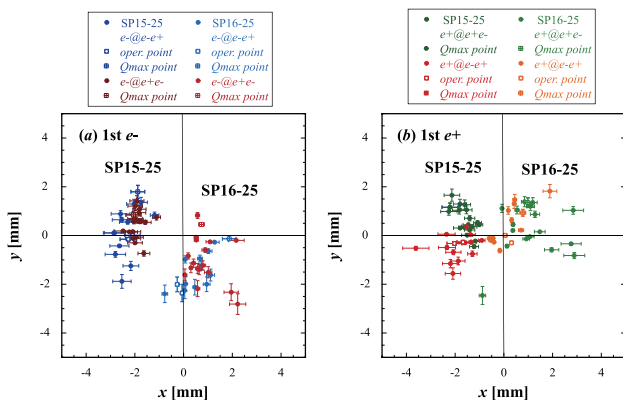 SP15-25 SP16-25
e-@e-e+ e-@e-e+
oper. point oper. point
Qmax point Qmax point
e-@e+e- e-@e+e-
Qmax point Qmax point
SP15-25 SP16-25
e+@e+e- e+@e+e-
Qmax point Qmax point
e+@e-e+ e+@e-e+
oper. point oper. point
Qmax point Qmax point
(a) 1st e-
SP15-25
SP16-25
y [mm]
4
2
0
-2
-4
-4 -2 0 2 4
x [mm]
(b) 1st e+
SP15-25
SP16-25
y [mm]
4
2
0
-2
-4
-4 -2 0 2 4
x [mm]